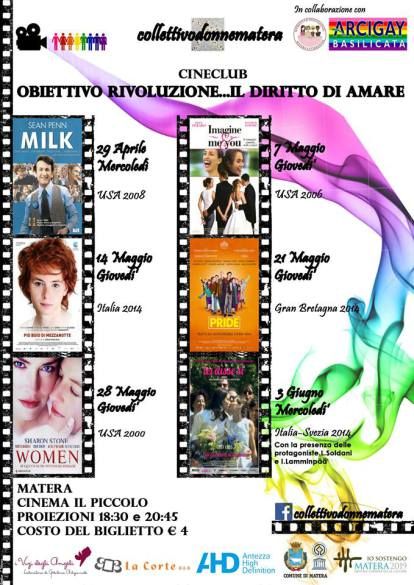 In collaborazione con
collettivodonnematera
ARCIGAY
BASILICATA
CINECLUB
OBIETTIVO RIVOLUZIONE...IL DIRITTO DI AMARE
SEAN PENN
MILK
29 Aprile
Mercoledì
USA 2008
Imagine
me & you
7 Maggio
Giovedì
USA 2006
PIÙ BUIO DI MEZZANOTTE
14 Maggio
Giovedì
Italia 2014
PRIDE
21 Maggio
Giovedì
Gran Bretagna 2014
SHARON STONE
WOMEN
28 Maggio
Giovedì
USA 2000
3 Giugno
Mercoledì
Italia-Svezia 2014
Con la presenza delle
protagoniste,L.Soldani
e I.Lamminpää
MATERA
CINEMA IL PICCOLO
PROIEZIONI 18:30 e 20:45
COSTO DEL BIGLIETTO € 4
f collettivodonnematera
i Vizi degli Angeli
La Corte
AHD Antezza
High
Definition
COMUNE DI MATERA
IO SOSTENGO
MATERA 2019